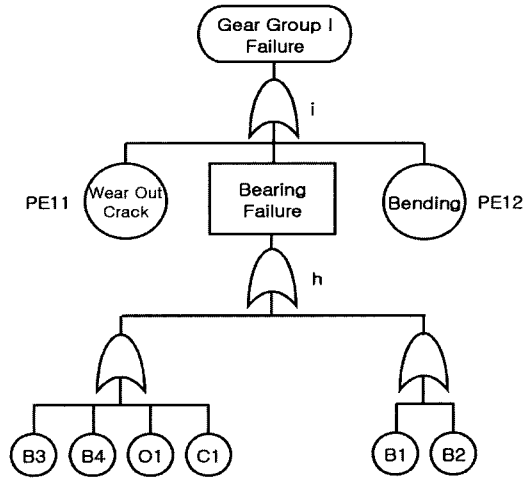 Gear Group I
Failure
i
PE11
Wear Out
Crack
Bearing
Failure
Bending
PE12
h
B3
B4
O1
C1
B1
B2